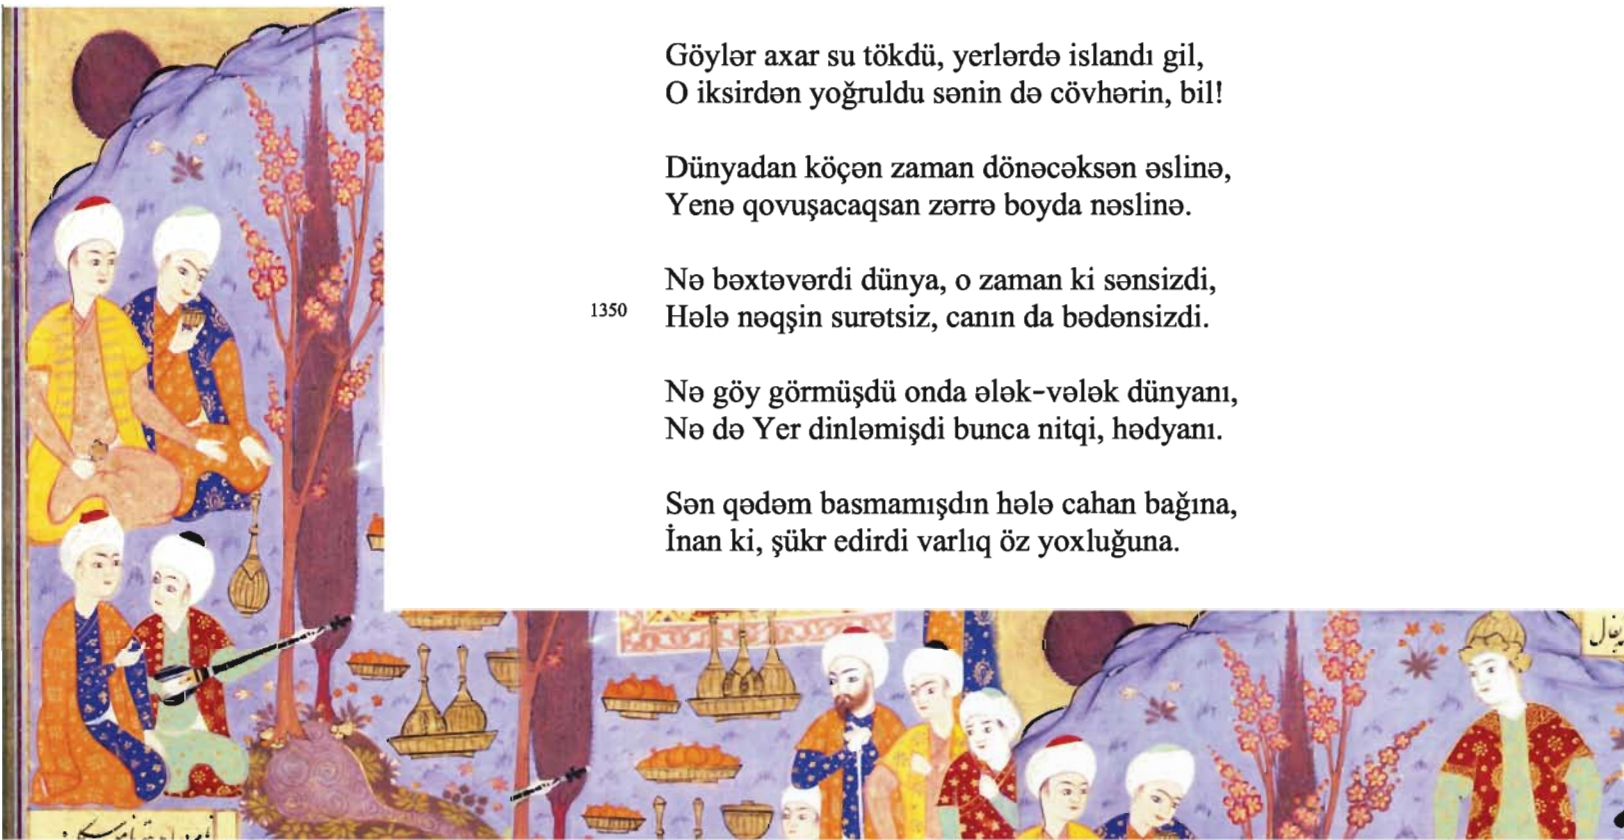 Göylər axar su tökdü, yerlərdə islandı gil,
O iksirdən yoğruldu sənin də cövhərin, bil!
Dünyadan köçən zaman dönəcəksən əslinə,
Yenə qovuşacaqsan zərrə boyda nəslinə.
Nə bəxtəvərdi dünya, o zaman ki sənsizdi,
1350 Hələ nəqşin surətsiz, canın da bədənsizdi.
Nə göy görmüşdü onda ələk-vələk dünyanı,
Nə də Yer dinləmişdi bunca nitqi, hədyanı.
Sən qədəm basmamışdın hələ cahan bağına,
İnan ki, şükr edirdi varlıq öz yoxluğuna.